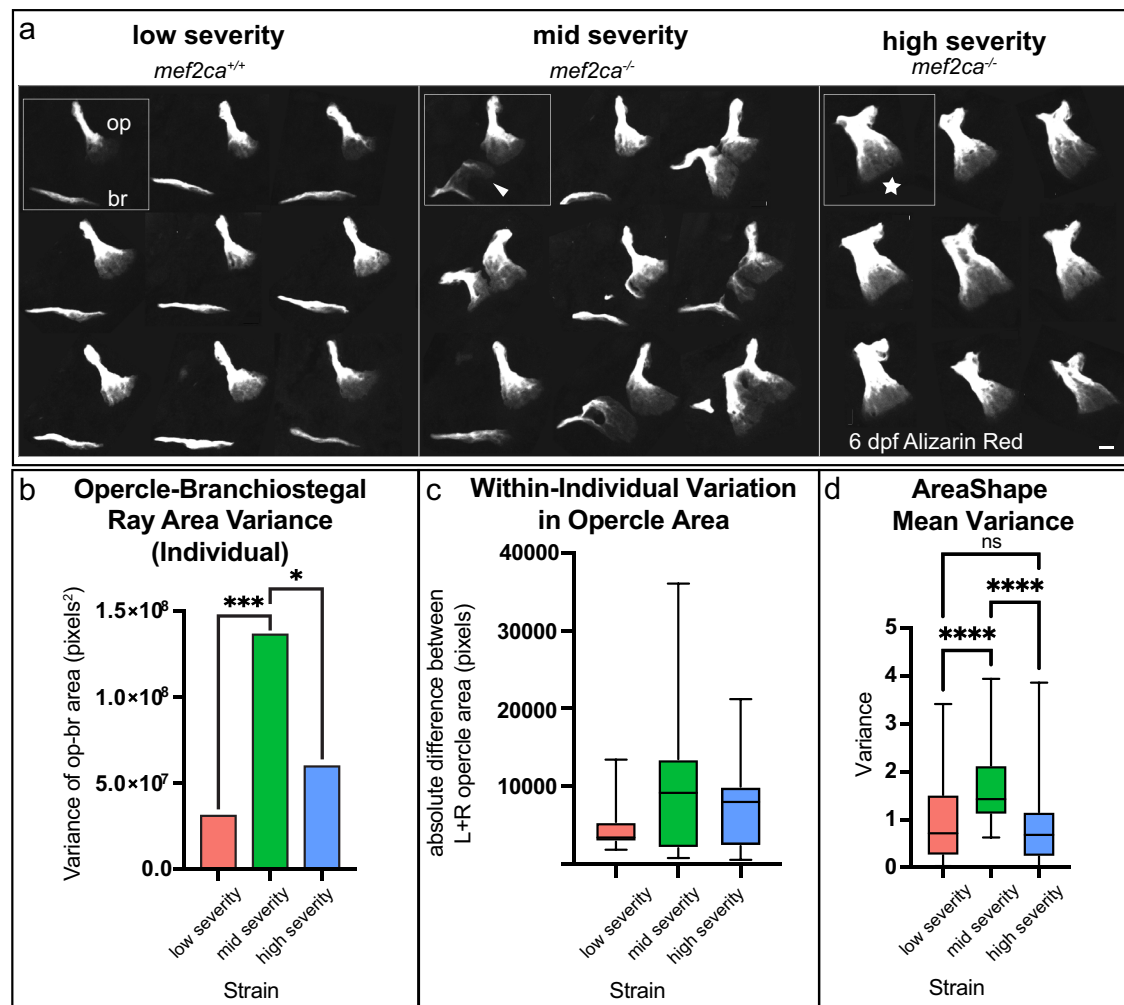 a
low severity
mef2ca+/+
mid severity
mef2ca-/-
high severity
mef2ca-/-
op
br
6 dpf Alizarin Red
b
Opercle-Branchiostegal
Ray Area Variance
(Individual)
***
*
Variance of op-br area (pixels²)
1.5×10⁸
1.0×10⁸
5.0×10⁷
0.0
low severity
mid severity
high severity
Strain
c
Within-Individual Variation
in Opercle Area
absolute difference between
L+R opercle area (pixels)
40000
30000
20000
10000
low severity
mid severity
high severity
Strain
d
AreaShape
Mean Variance
ns
****
****
Variance
5
4
3
2
1
0
low severity
mid severity
high severity
Strain